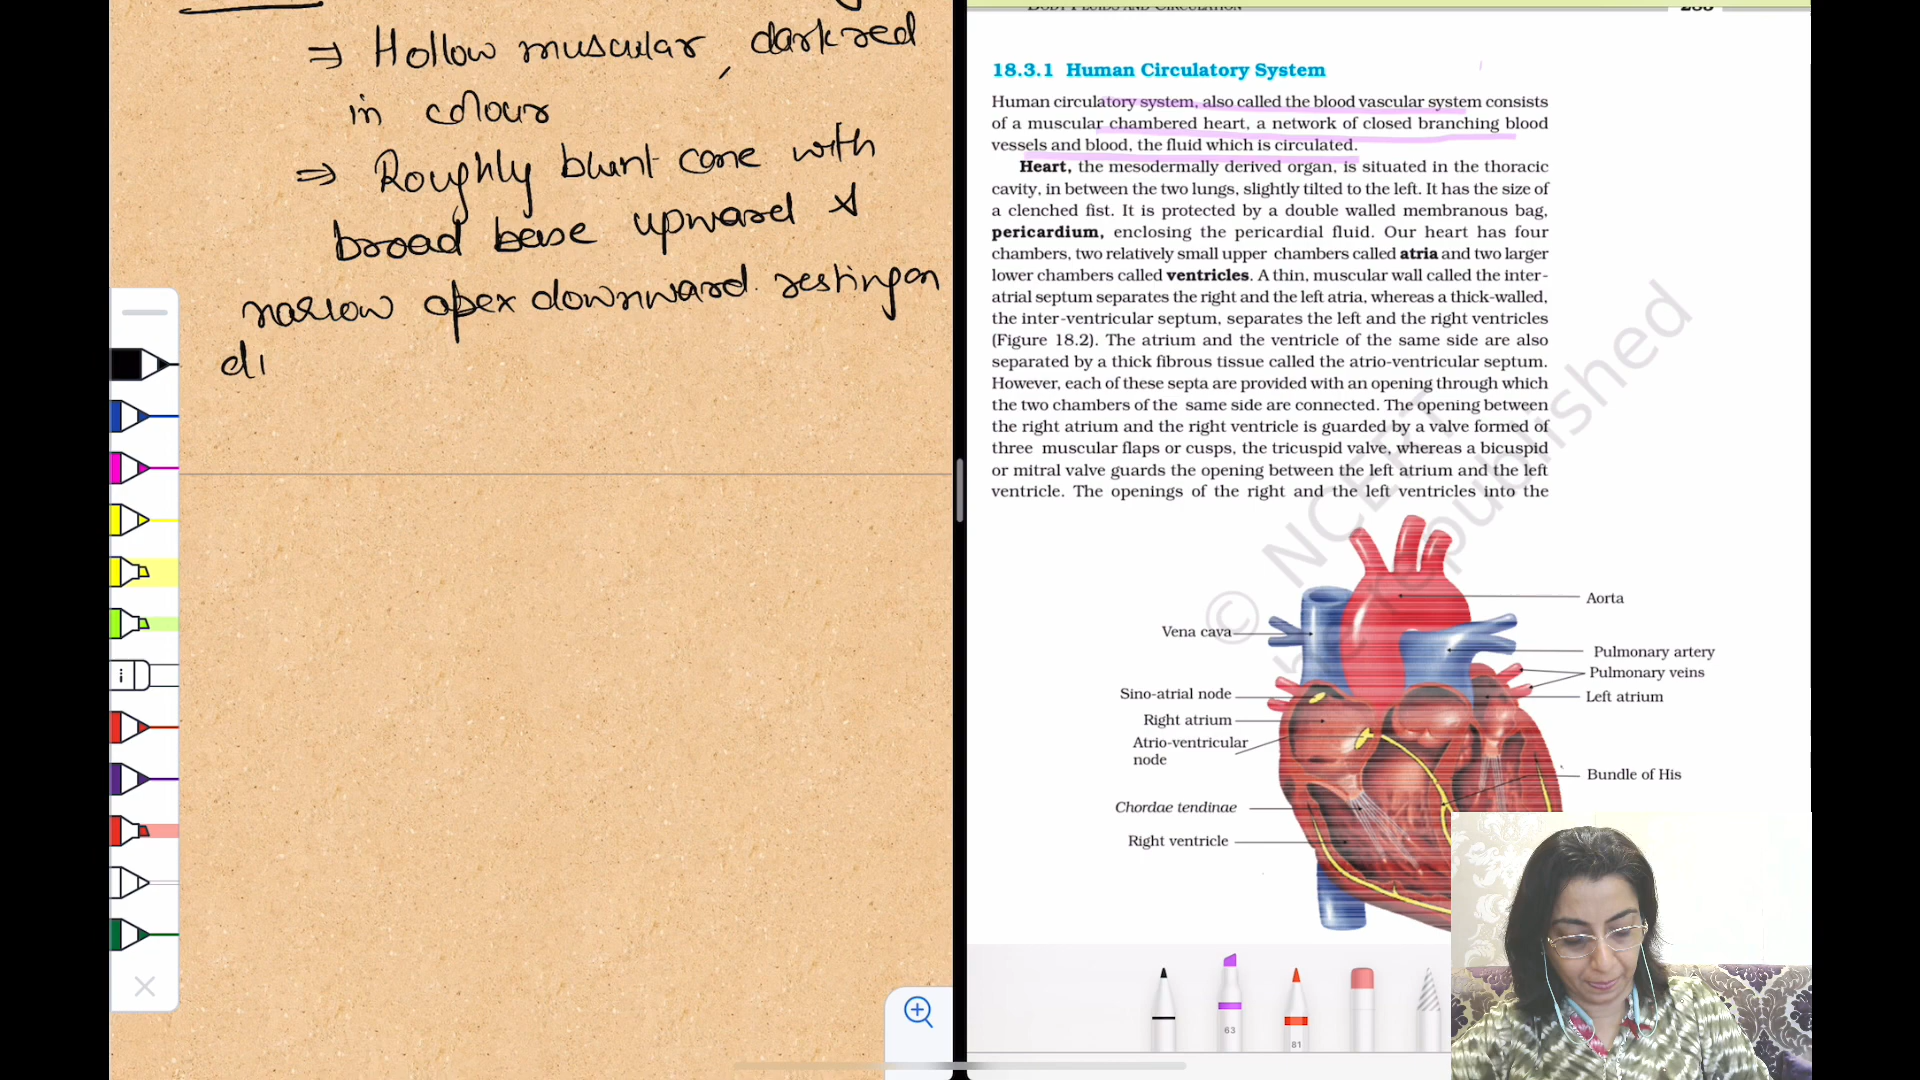 ⇒ Hollow muscular, dark red
in colour
⇒ Roughly blunt cone with
broad base upward &
narrow apex downward. resting on
di
18.3.1 Human Circulatory System
Human circulatory system, also called the blood vascular system consists
of a muscular chambered heart, a network of closed branching blood
vessels and blood, the fluid which is circulated.
Heart, the mesodermally derived organ, is situated in the thoracic
cavity, in between the two lungs, slightly tilted to the left. It has the size of
a clenched fist. It is protected by a double walled membranous bag,
pericardium, enclosing the pericardial fluid. Our heart has four
chambers, two relatively small upper chambers called atria and two larger
lower chambers called ventricles. A thin, muscular wall called the inter-
atrial septum separates the right and the left atria, whereas a thick-walled,
the inter-ventricular septum, separates the left and the right ventricles
(Figure 18.2). The atrium and the ventricle of the same side are also
separated by a thick fibrous tissue called the atrio-ventricular septum.
However, each of these septa are provided with an opening through which
the two chambers of the same side are connected. The opening between
the right atrium and the right ventricle is guarded by a valve formed of
three muscular flaps or cusps, the tricuspid valve, whereas a bicuspid
or mitral valve guards the opening between the left atrium and the left
ventricle. The openings of the right and the left ventricles into the
© NCERT
be republished
Aorta
Vena cava
Pulmonary artery
Pulmonary veins
Sino-atrial node
Left atrium
Right atrium
Atrio-ventricular
node
Bundle of His
Chordae tendinae
Right ventricle
63
81